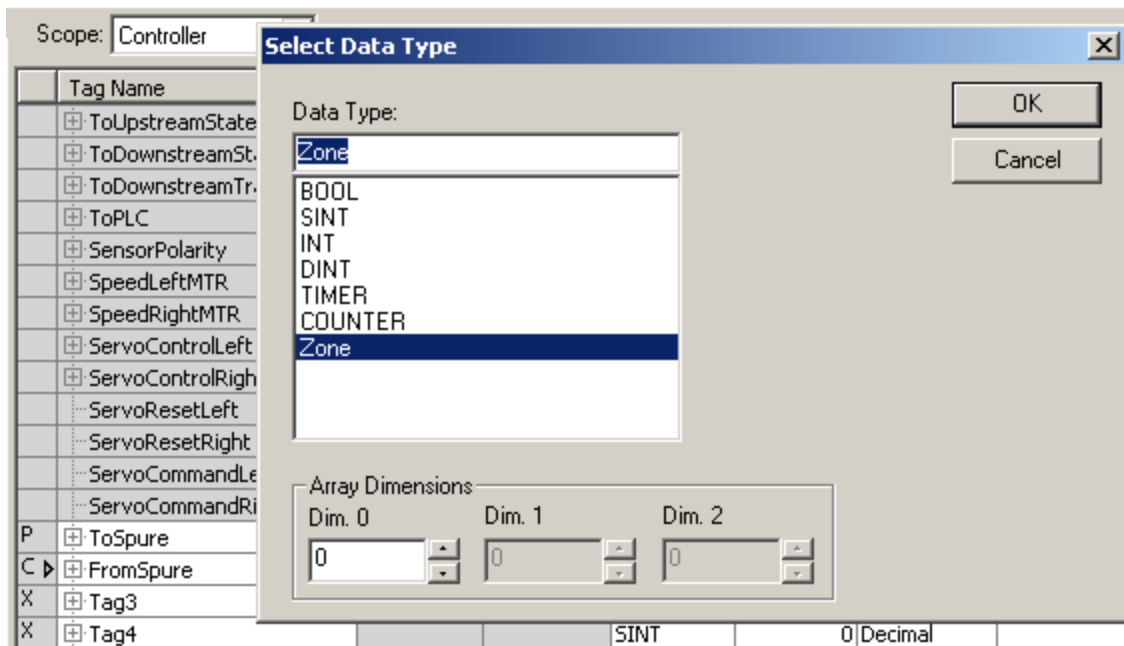 Scope: Controller
Select Data Type
Tag Name
ToUpstreamState
ToDownstreamSt
ToDownstreamTr
ToPLC
SensorPolarity
SpeedLeftMTR
SpeedRightMTR
ServoControlLeft
ServoControlRigh
ServoResetLeft
ServoResetRight
ServoCommandLe
ServoCommandRi
P ToSpure
C FromSpure
X Tag3
X Tag4 SINT 0 Decimal
Data Type:
Zone
BOOL
SINT
INT
DINT
TIMER
COUNTER
Zone
OK
Cancel
Array Dimensions
Dim. 0 Dim. 1 Dim. 2
0 0 0